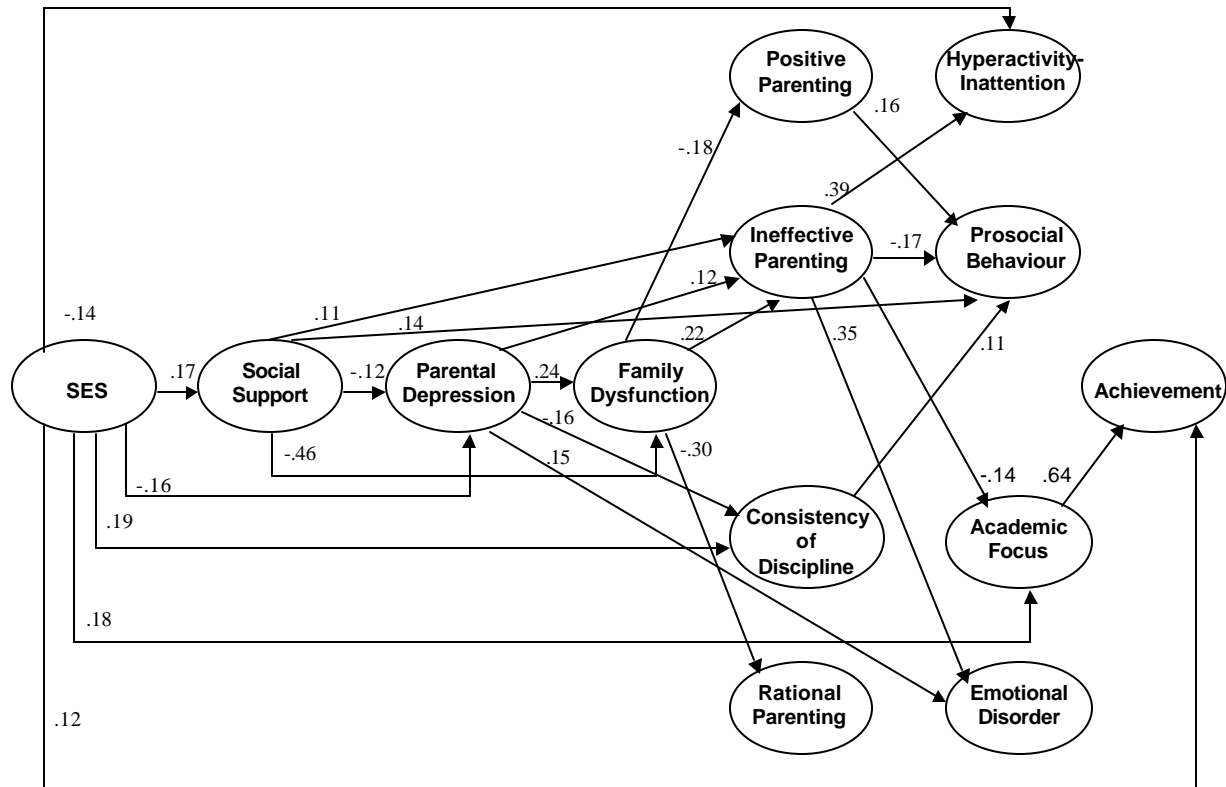 Positive
Parenting
Hyperactivity-
Inattention
.16
-.18
.39
Ineffective
Parenting
-.17
Prosocial
Behaviour
.12
-.14
.11
.14
.22
.35
.11
SES
.17
Social
Support
-.12
Parental
Depression
.24
Family
Dysfunction
Achievement
-.16
-.46
.15
-.30
-.16
-.14
.64
.19
Consistency
of
Discipline
Academic
Focus
.18
Rational
Parenting
Emotional
Disorder
.12